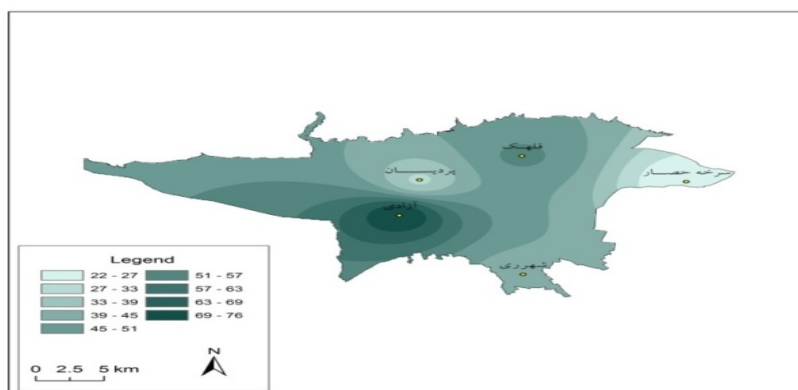 قلهک
پردیسان
سرخه حصار
آزادی
شهرری
Legend
22 - 27
27 - 33
33 - 39
39 - 45
45 - 51
51 - 57
57 - 63
63 - 69
69 - 76
N
0 2.5 5 km